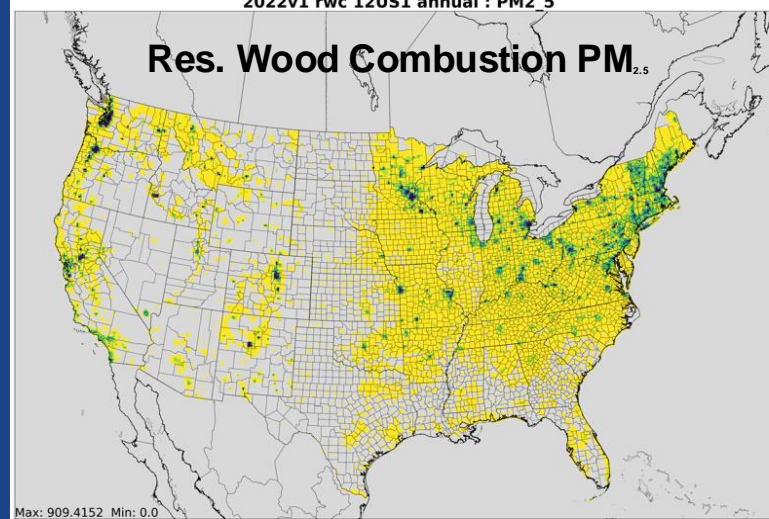 2022v1 rwc 12US1 annual : PM2_5
Res. Wood Combustion PM2.5
Max: 909.4152 Min: 0.0